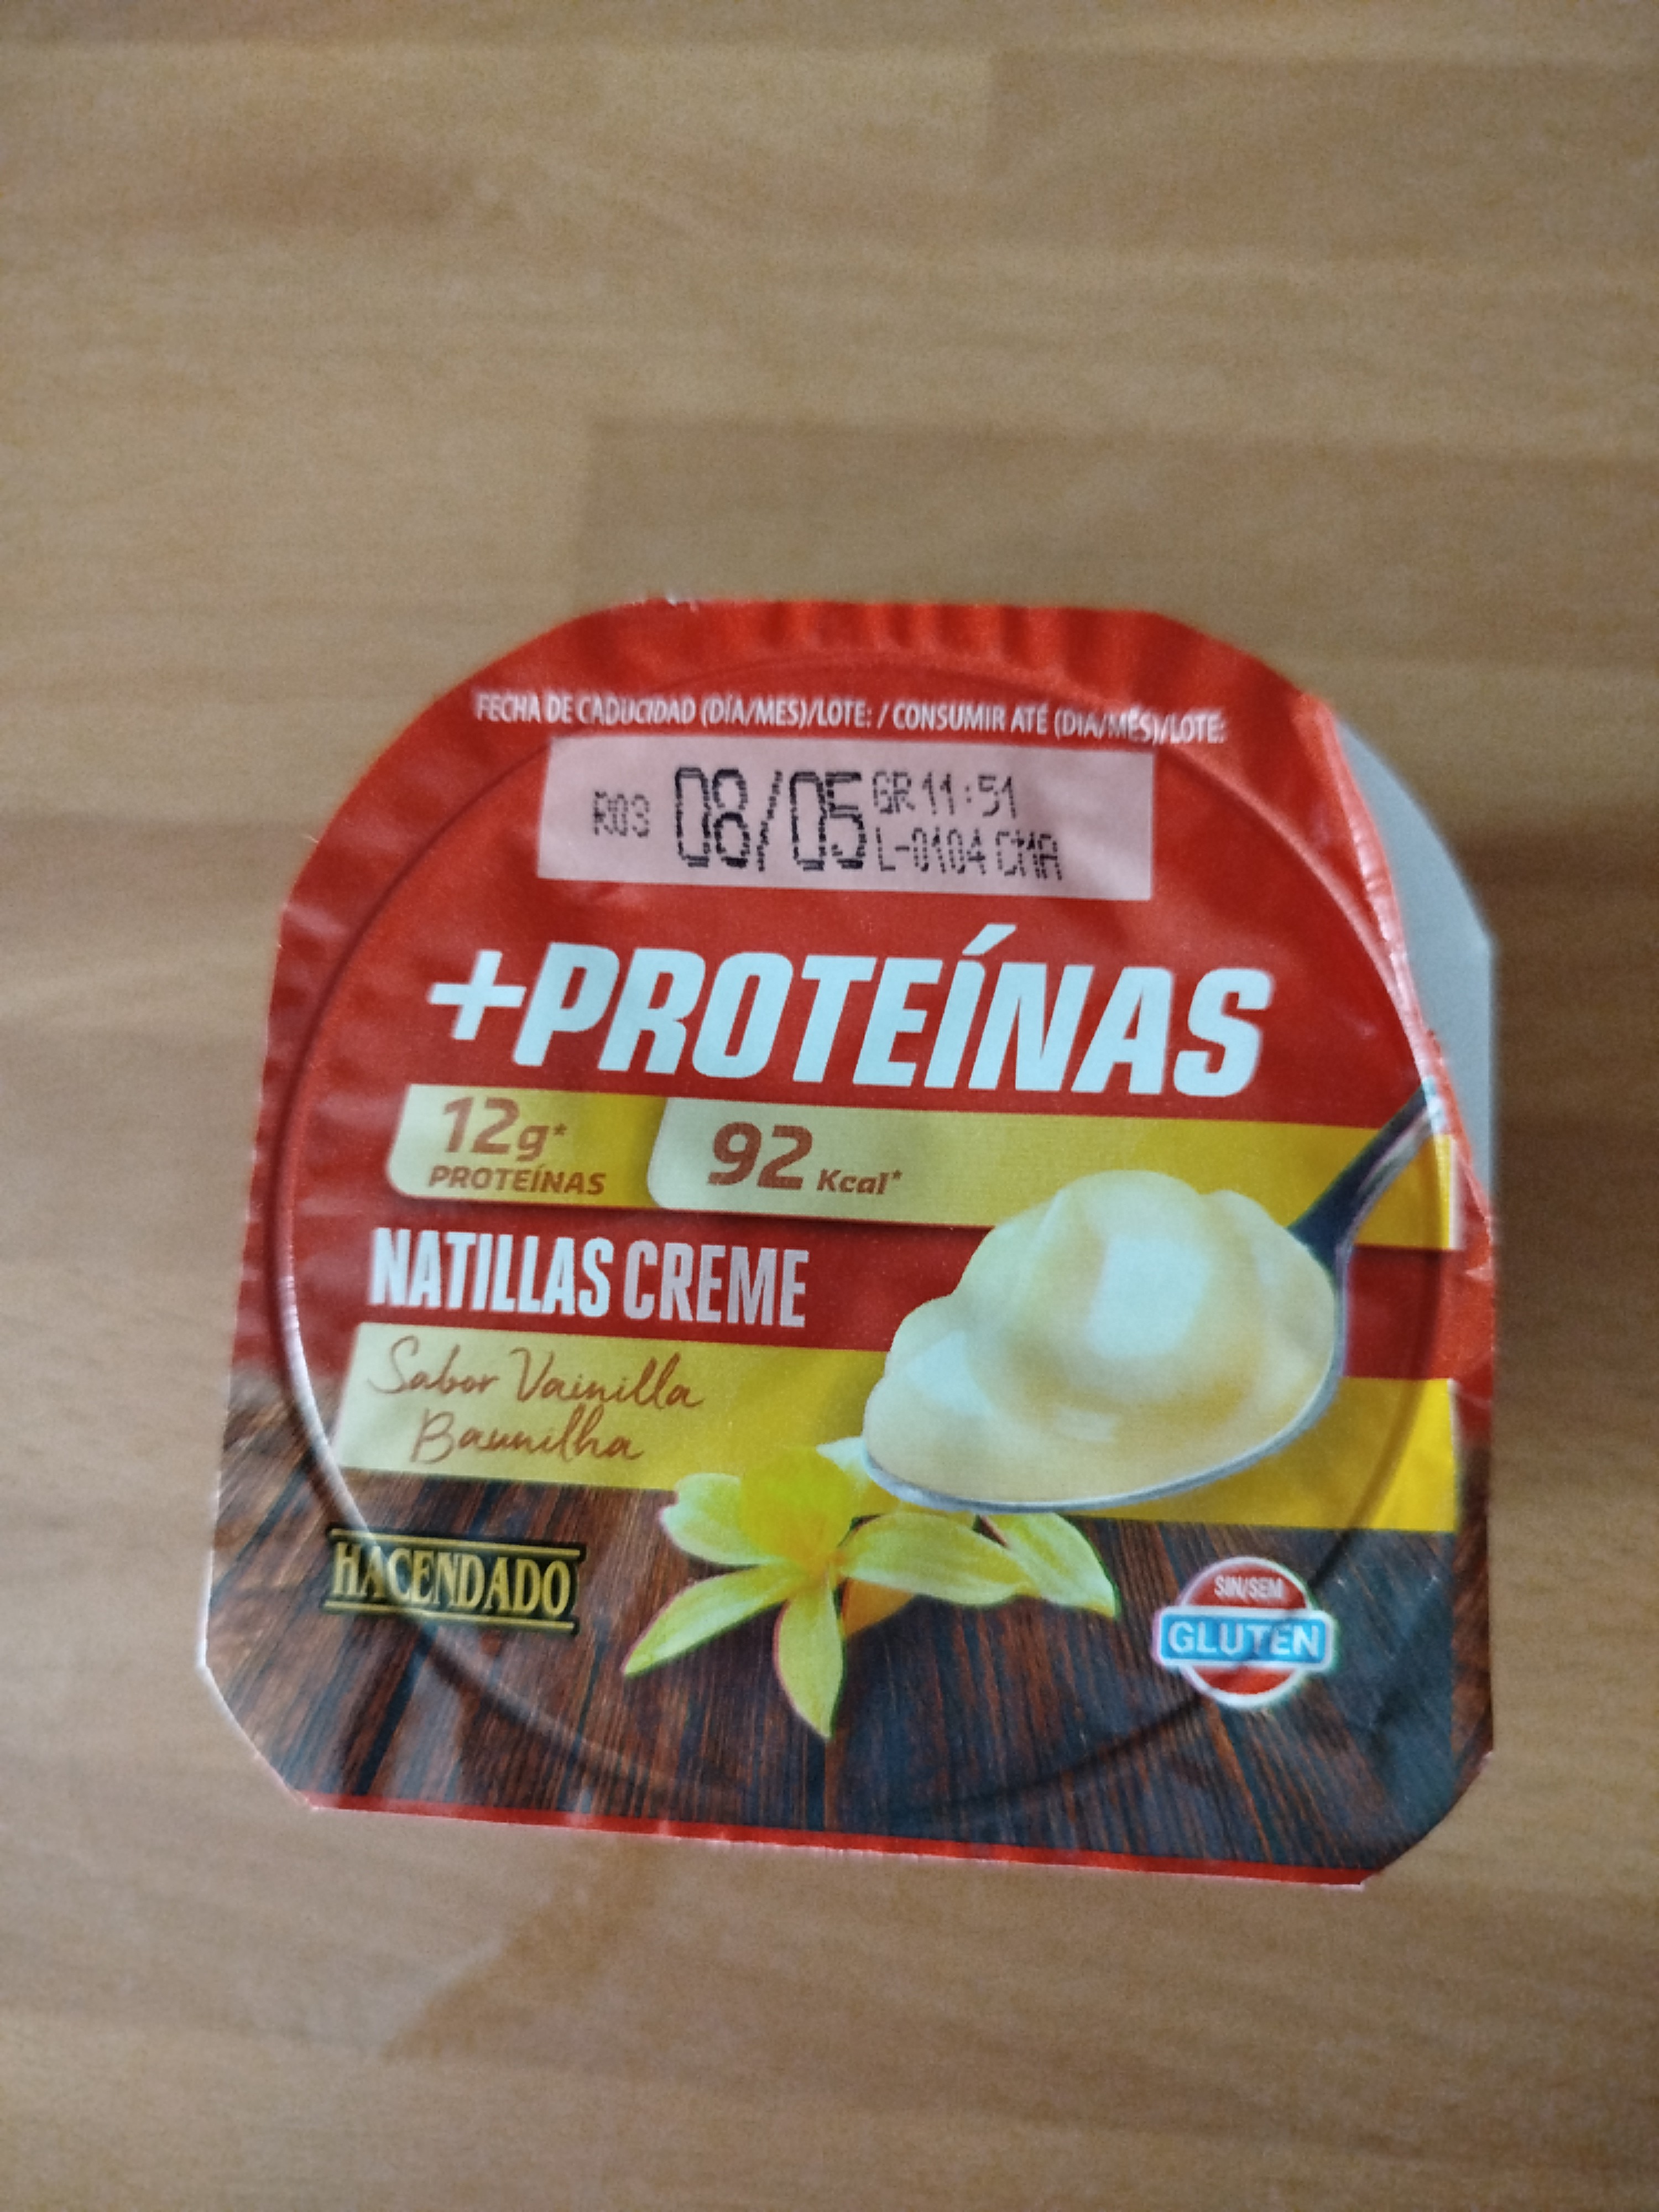 FECHA DE CADUCIDAD (DÍA/MES)/LOTE: / CONSUMIR ATÉ (DIA/MÊS)/LOTE:
R03 08/05 GR 11:51
L-0104 CMA
+PROTEÍNAS
12g* 92 Kcal*
PROTEÍNAS
NATILLAS CREME
Sabor Vainilla
Baunilha
HACENDADO
SIN/SEM
GLUTEN